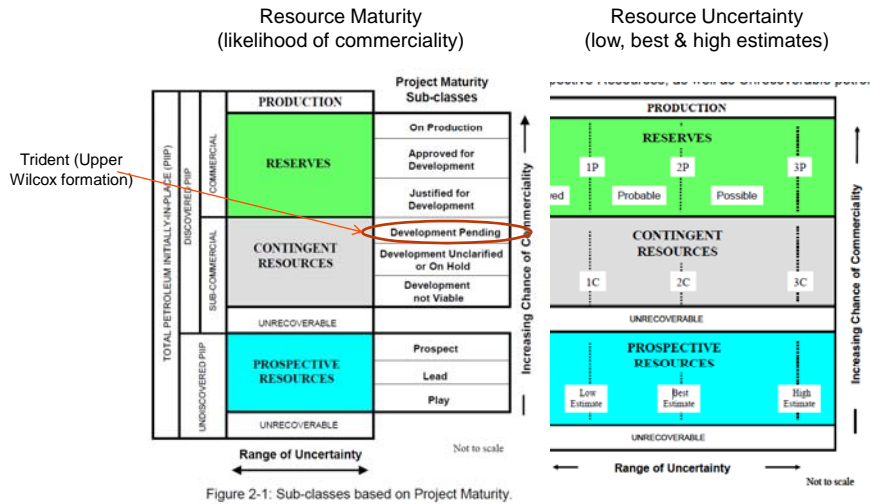 Resource Maturity
(likelihood of commerciality)
Resource Uncertainty
(low, best & high estimates)
Trident (Upper
Wilcox formation)
Project Maturity
Sub-classes
PRODUCTION
TOTAL PETROLEUM INITIALLY-IN-PLACE (PIIP)
DISCOVERED PIIP
COMMERCIAL
RESERVES
On Production
Approved for
Development
Justified for
Development
SUB-COMMERCIAL
CONTINGENT
RESOURCES
Development Pending
Development Unclarified
or On Hold
Development
not Viable
UNRECOVERABLE
UNDISCOVERED PIIP
PROSPECTIVE
RESOURCES
Prospect
Lead
Play
UNRECOVERABLE
Increasing Chance of Commerciality
Range of Uncertainty
Not to scale
Figure 2-1: Sub-classes based on Project Maturity.
PRODUCTION
RESERVES
1P
2P
3P
Probable
Possible
CONTINGENT
RESOURCES
1C
2C
3C
UNRECOVERABLE
PROSPECTIVE
RESOURCES
Low
Estimate
Best
Estimate
High
Estimate
UNRECOVERABLE
Increasing Chance of Commerciality
Range of Uncertainty
Not to scale